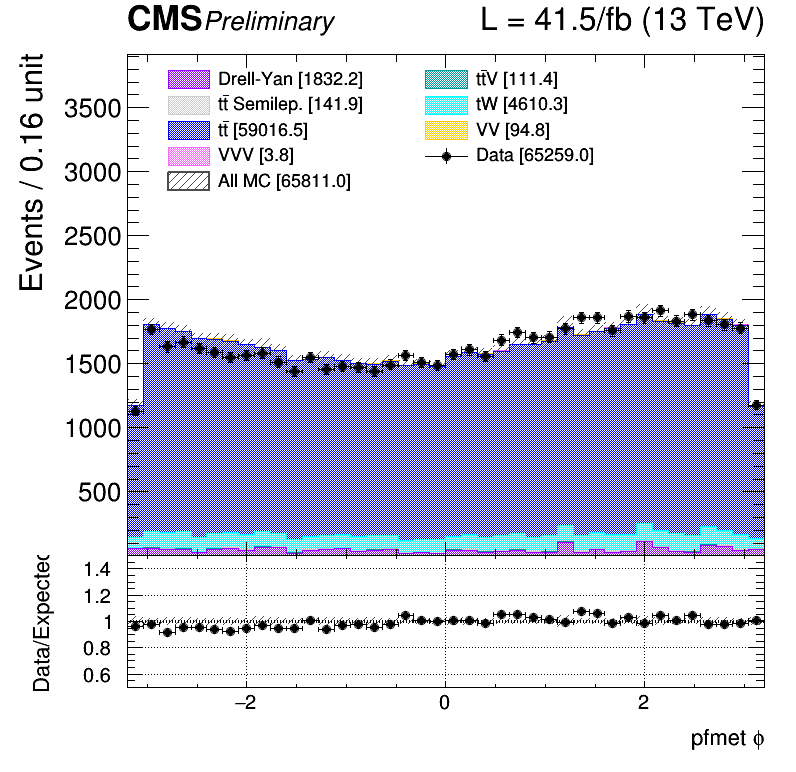 CMS Preliminary L = 41.5/fb (13 TeV)
Events / 0.16 unit
Drell-Yan [1832.2]
tt̄ Semilep. [141.9]
tt̄ [59016.5]
VVV [3.8]
All MC [65811.0]
tt̄V [111.4]
tW [4610.3]
VV [94.8]
Data [65259.0]
3500
3000
2500
2000
1500
1000
500
Data/Expected
1.4
1.2
1
0.8
0.6
−2 0 2
pfmet ϕ